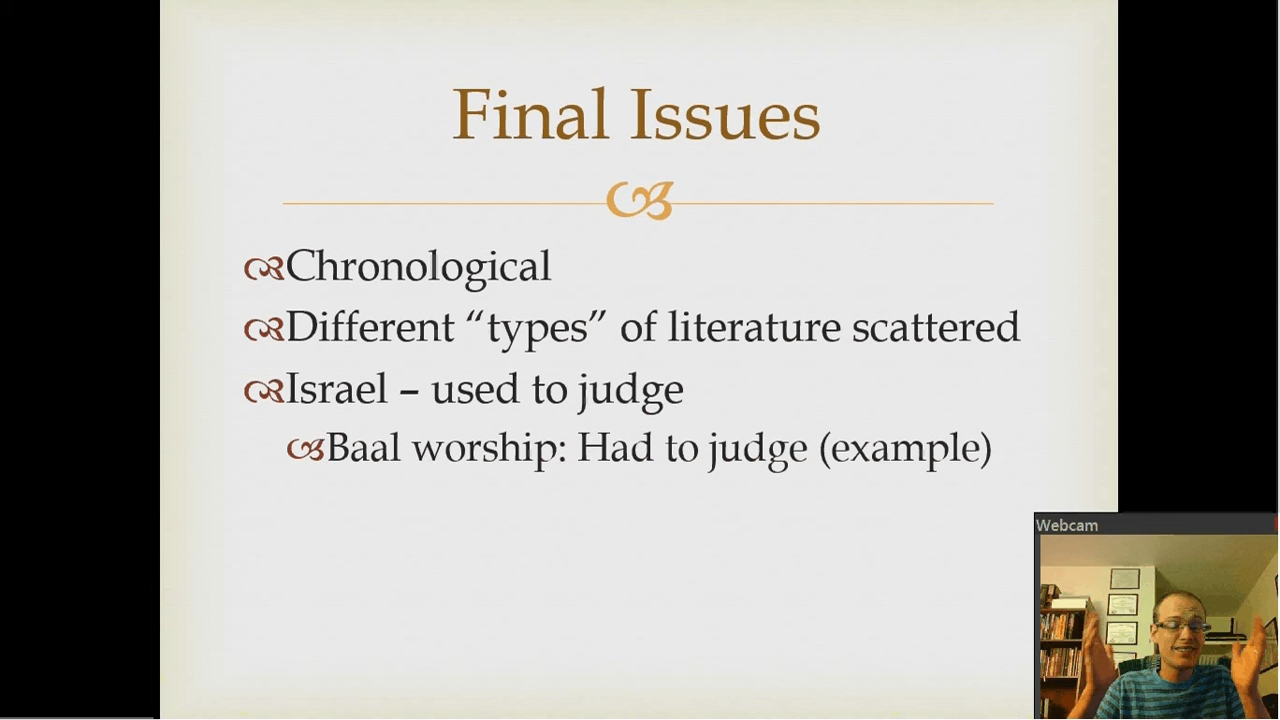 Final Issues
Chronological
Different “types” of literature scattered
Israel – used to judge
Baal worship: Had to judge (example)
Webcam